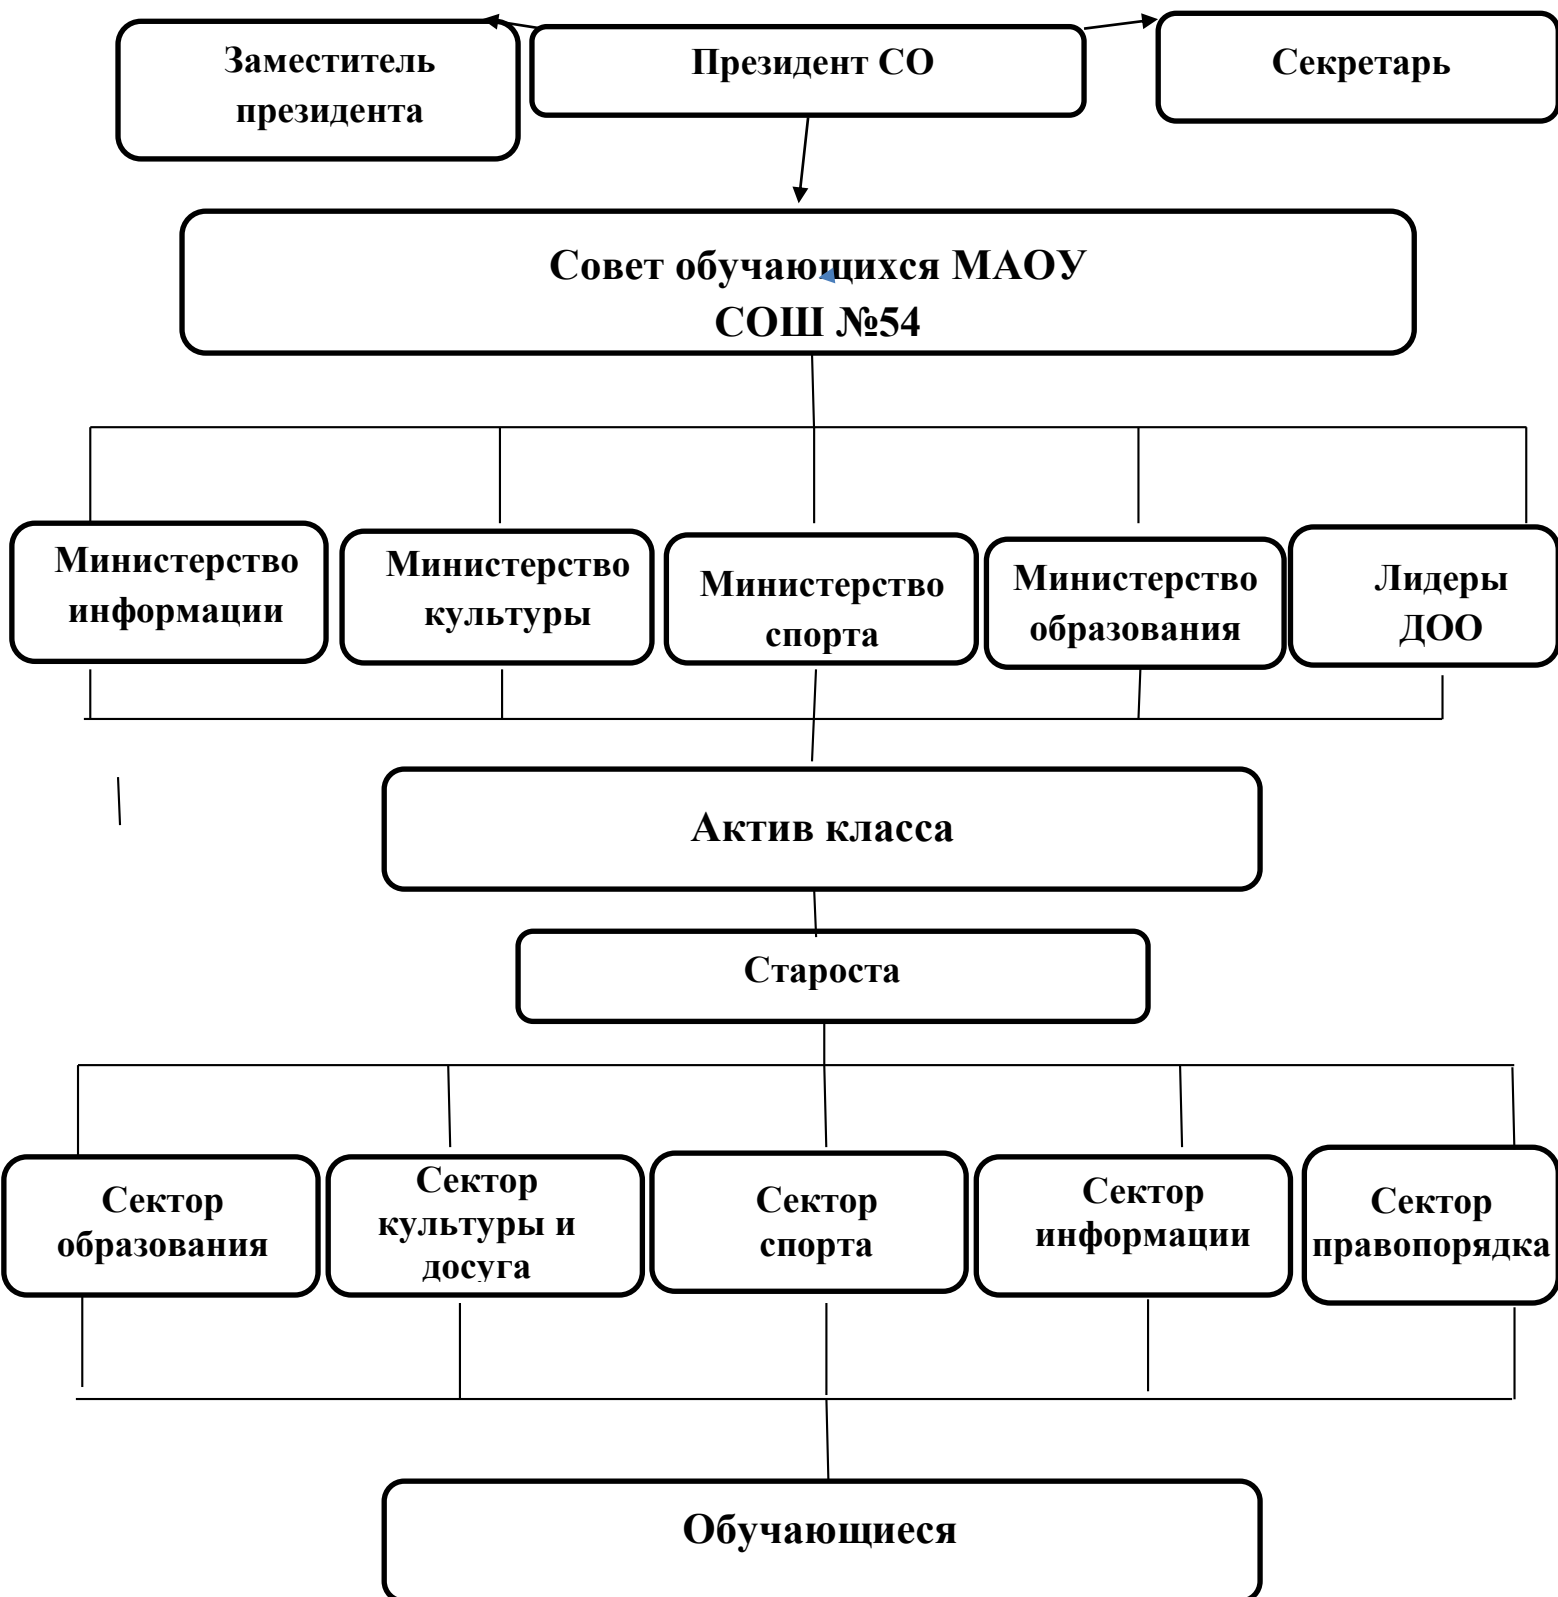 Заместитель
президента
Президент СО
Секретарь
Совет обучающихся МАОУ
СОШ №54
Министерство
информации
Министерство
культуры
Министерство
спорта
Министерство
образования
Лидеры
ДОО
Актив класса
Староста
Сектор
образования
Сектор
культуры и
досуга
Сектор
спорта
Сектор
информации
Сектор
правопорядка
Обучающиеся